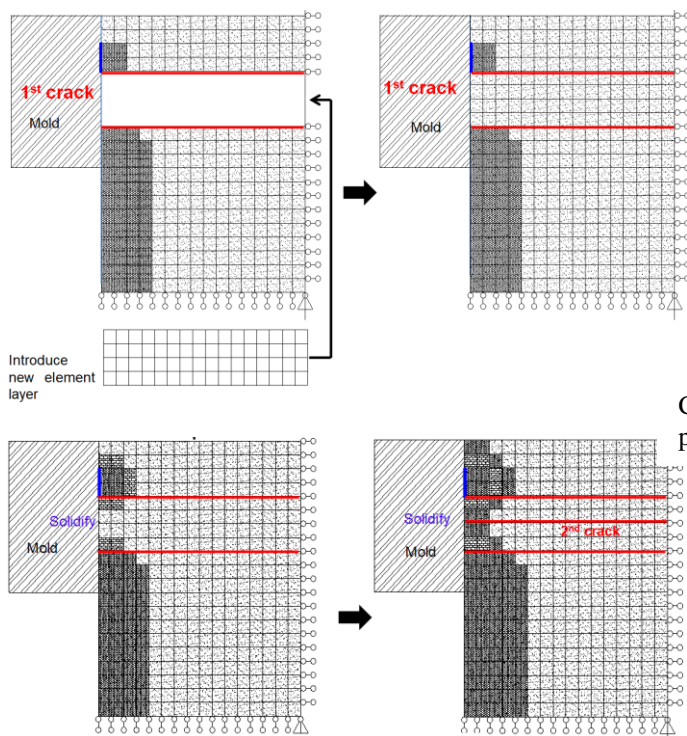 1st crack
Mold
1st crack
Mold
Introduce
new element
layer
C
p
Solidify
Mold
Solidify
Mold
2nd crack